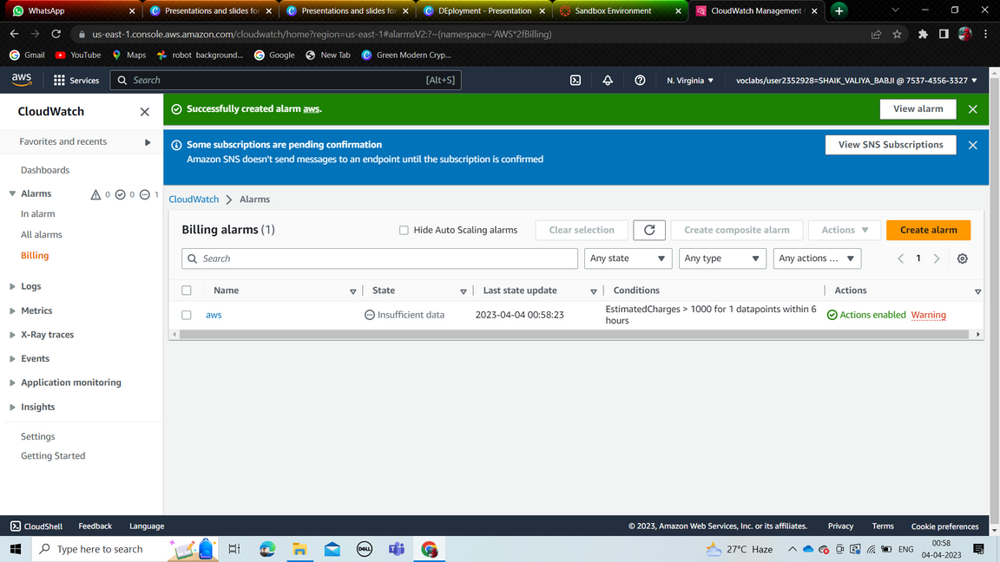 WhatsApp
Presentations and slides fo
Presentations and slides for
DEployment - Presentation
Sandbox Environment
CloudWatch Management
us-east-1.console.aws.amazon.com/cloudwatch/home?region=us-east-1#alarmsV2:?~(namespace~'AWS*2fBilling)
Gmail YouTube Maps robot background... Google New Tab Green Modern Cryp...
aws Services Search [Alt+S] N. Virginia voclabs/user2352928=SHAIK_VALIYA_BABJI @ 7537-4356-3327
CloudWatch
Favorites and recents
Dashboards
Alarms 0 0 1
In alarm
All alarms
Billing
Logs
Metrics
X-Ray traces
Events
Application monitoring
Insights
Settings
Getting Started
Successfully created alarm aws.
View alarm
Some subscriptions are pending confirmation
Amazon SNS doesn't send messages to an endpoint until the subscription is confirmed
View SNS Subscriptions
CloudWatch Alarms
Billing alarms (1)
Hide Auto Scaling alarms
Clear selection
Create composite alarm
Actions
Create alarm
Search
Any state
Any type
Any actions ...
1
Name State Last state update Conditions Actions
aws Insufficient data 2023-04-04 00:58:23 EstimatedCharges > 1000 for 1 datapoints within 6
hours
Actions enabled Warning
CloudShell Feedback Language © 2023, Amazon Web Services, Inc. or its affiliates. Privacy Terms Cookie preferences
Type here to search
DELL
27°C Haze
ENG
00:58
04-04-2023